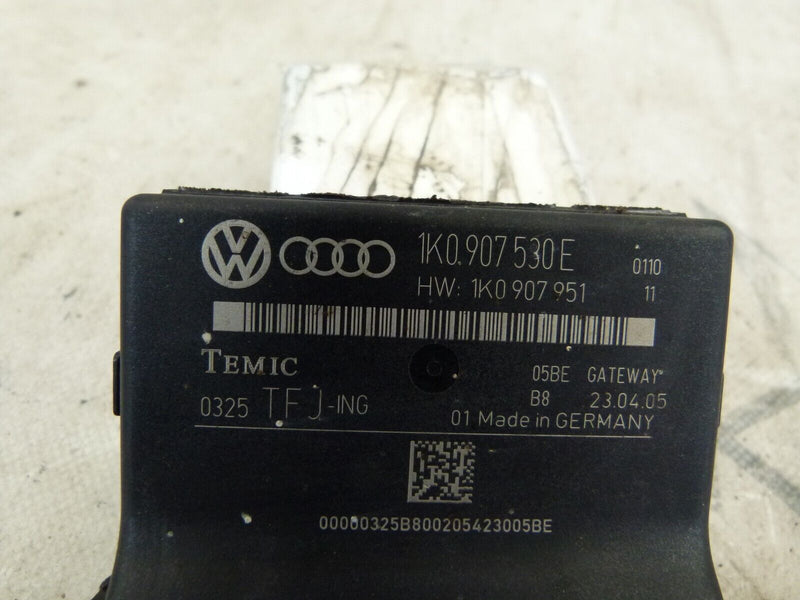 VW 1K0.907 530 E 0110
HW: 1K0 907 951 11
TEMIC 05BE GATEWAY
0325 TFJ-ING B8 23.04.05
01 Made in GERMANY
00000325B800205423005BE